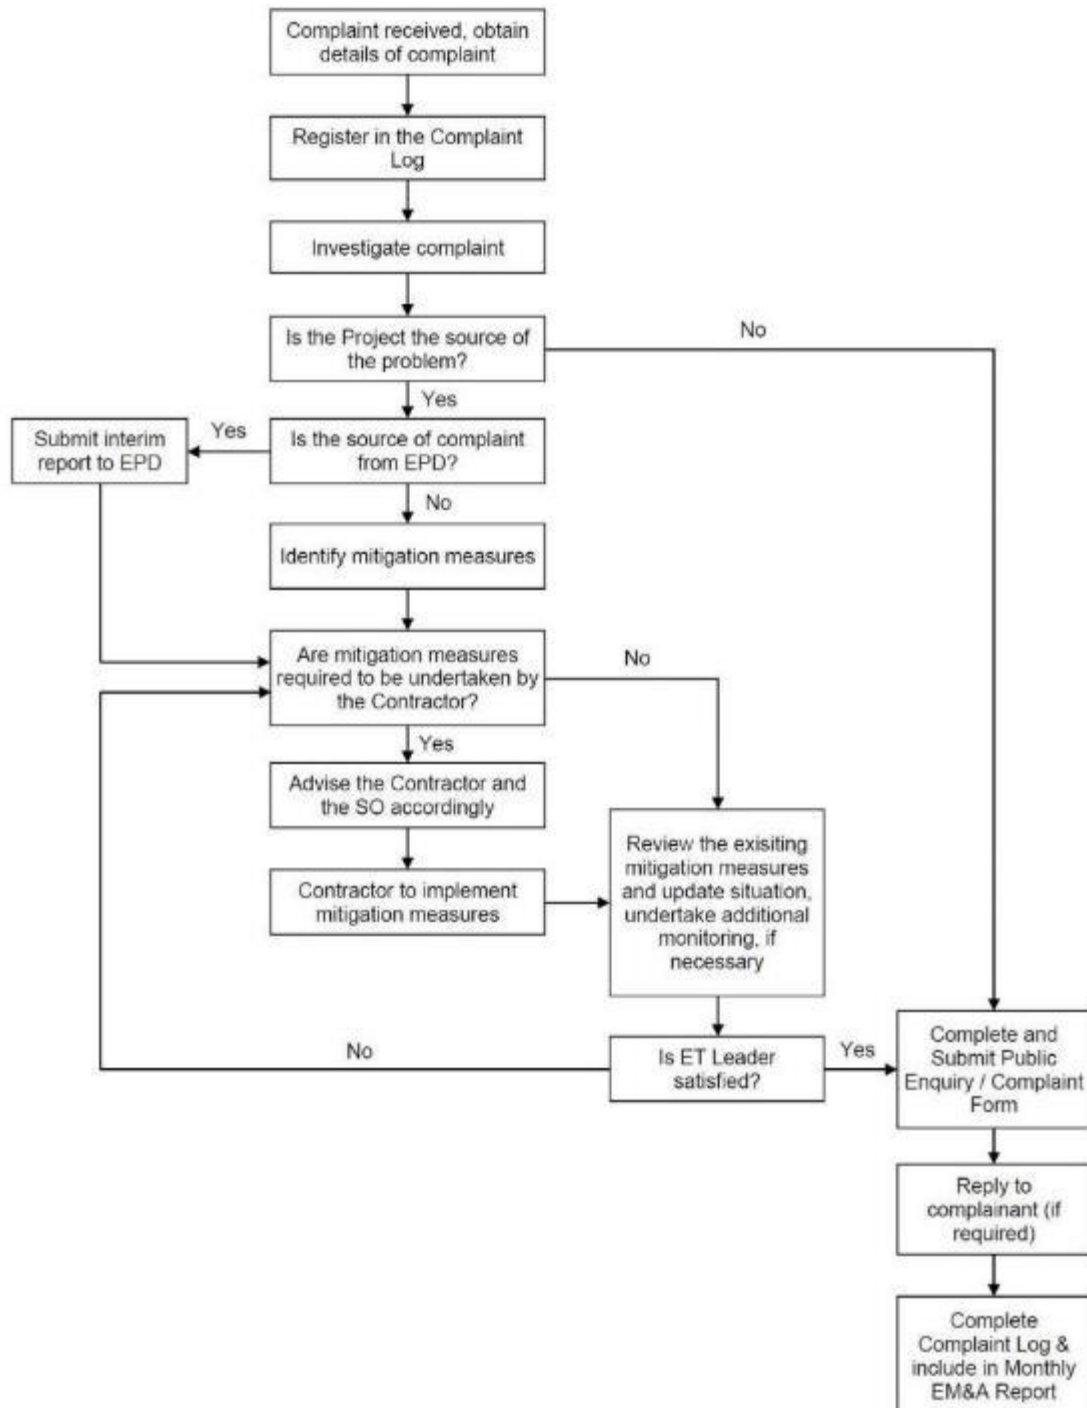 Complaint received, obtain
details of complaint
Register in the Complaint
Log
Investigate complaint
Is the Project the source of
the problem?
No
Yes
Submit interim
report to EPD
Yes
Is the source of complaint
from EPD?
No
Identify mitigation measures
Are mitigation measures
required to be undertaken by
the Contractor?
No
Yes
Advise the Contractor and
the SO accordingly
Contractor to implement
mitigation measures
Review the exisiting
mitigation measures
and update situation,
undertake additional
monitoring, if
necessary
No
Is ET Leader
satisfied?
Yes
Complete and
Submit Public
Enquiry / Complaint
Form
Reply to
complainant (if
required)
Complete
Complaint Log &
include in Monthly
EM&A Report